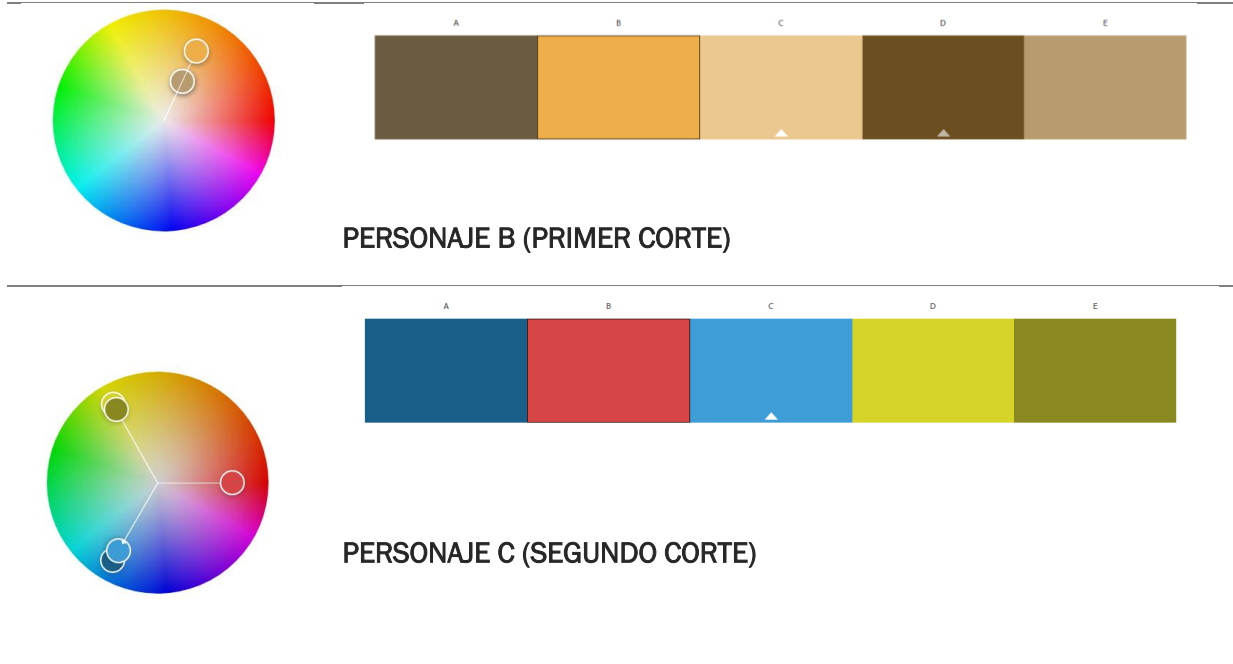 A B C D E
PERSONAJE B (PRIMER CORTE)
A B C D E
PERSONAJE C (SEGUNDO CORTE)